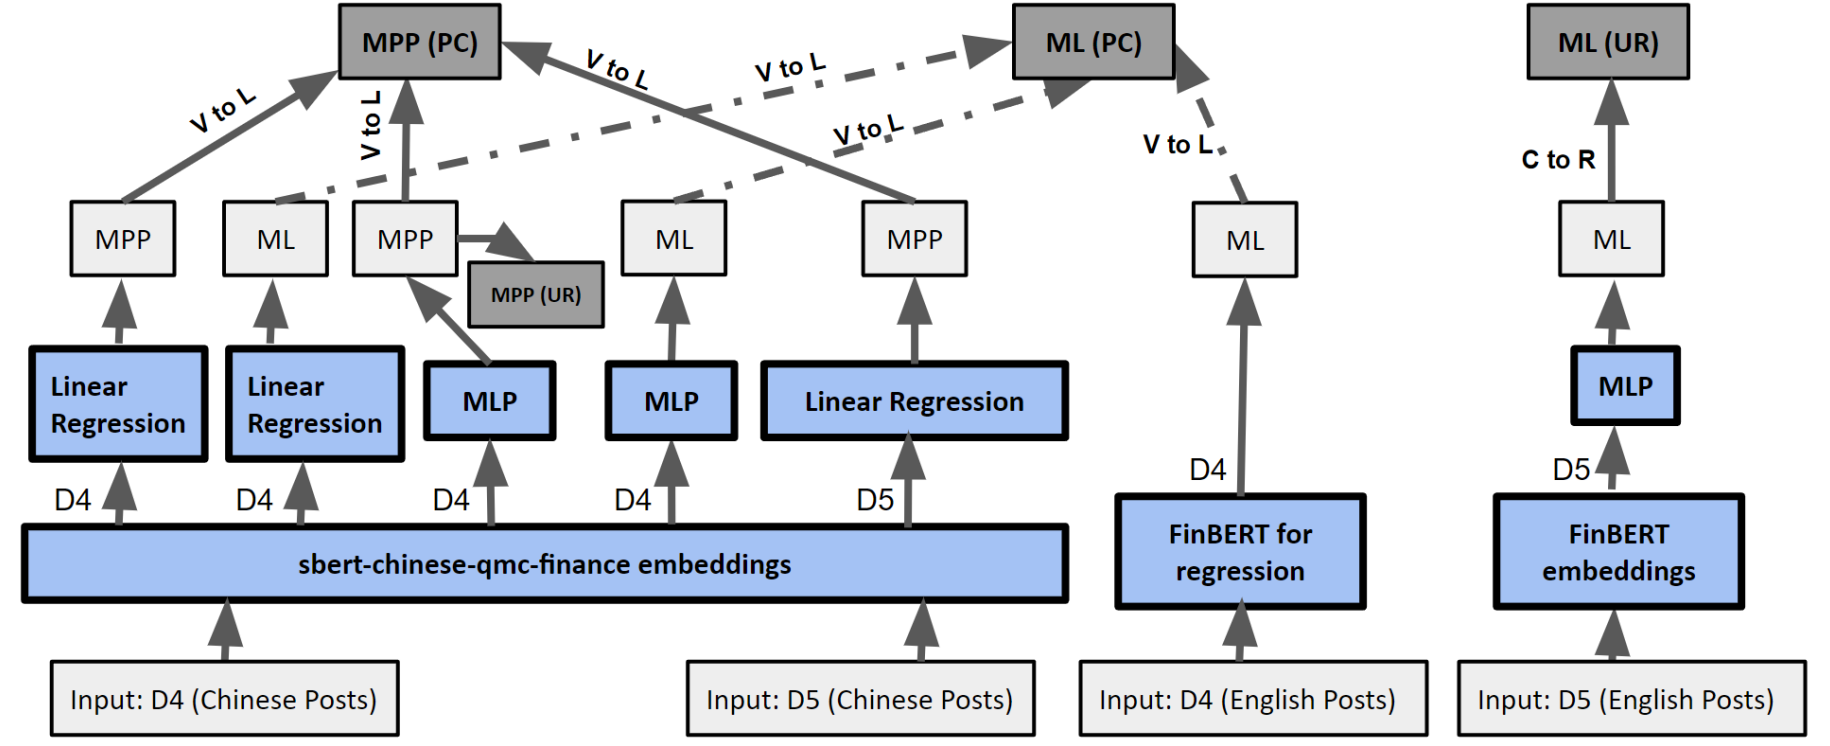 MPP (PC)
ML (PC)
ML (UR)
V to L
V to L
V to L
V to L
V to L
V to L
C to R
MPP
ML
MPP
ML
MPP
ML
ML
MPP (UR)
Linear
Regression
Linear
Regression
MLP
MLP
Linear Regression
MLP
D4
D4
D4
D4
D5
D4
D5
sbert-chinese-qmc-finance embeddings
FinBERT for
regression
FinBERT
embeddings
Input: D4 (Chinese Posts)
Input: D5 (Chinese Posts)
Input: D4 (English Posts)
Input: D5 (English Posts)